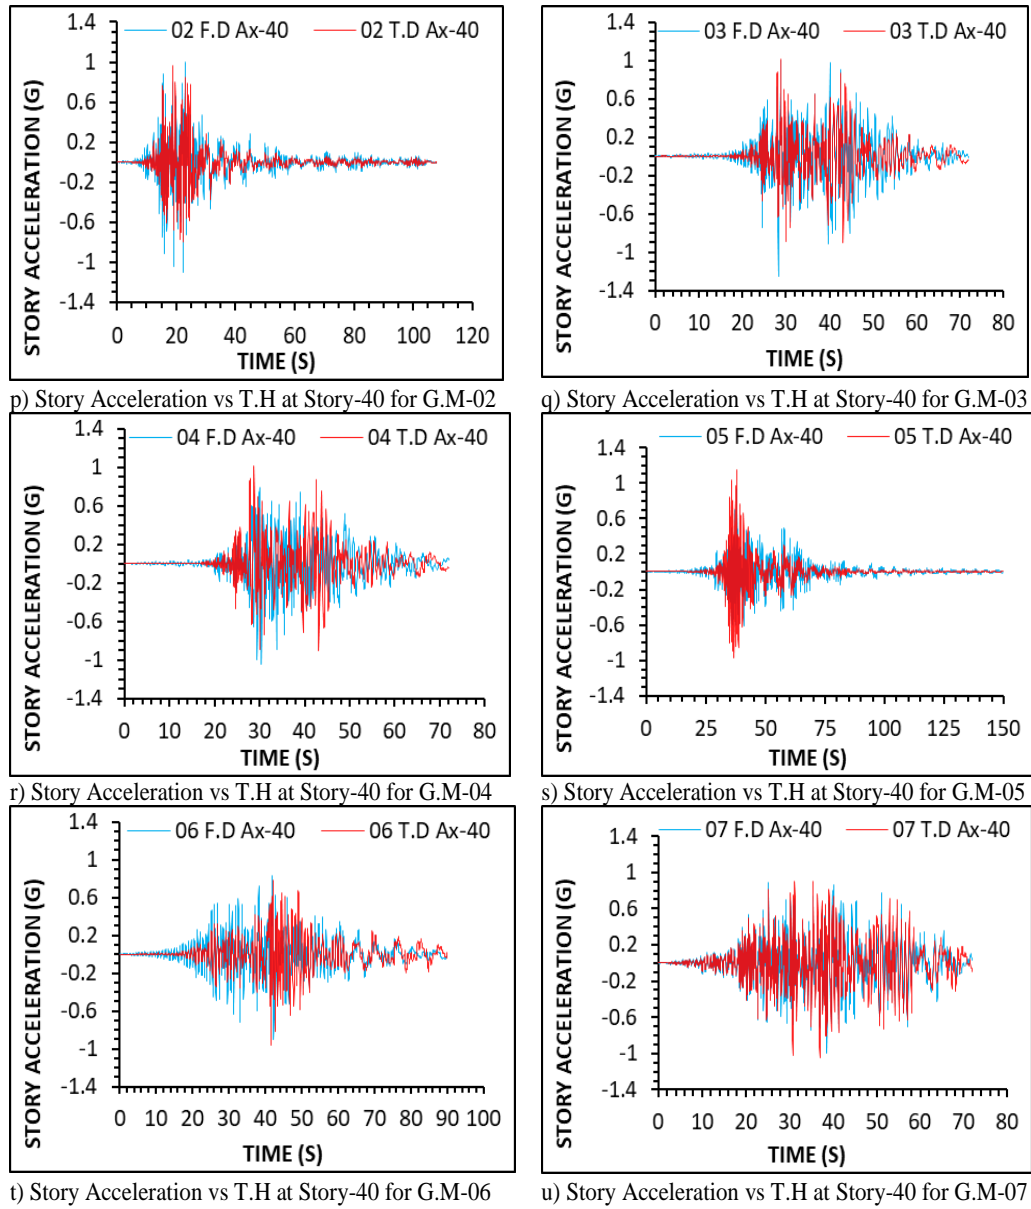 02 F.D Ax-40 02 T.D Ax-40
STORY ACCELERATION (G)
1.4
1
0.6
0.2
-0.2
-0.6
-1
-1.4
0 20 40 60 80 100 120
TIME (S)
p) Story Acceleration vs T.H at Story-40 for G.M-02
03 F.D Ax-40 03 T.D Ax-40
STORY ACCELERATION (G)
1.4
1
0.6
0.2
-0.2
-0.6
-1
-1.4
0 10 20 30 40 50 60 70 80
TIME (S)
q) Story Acceleration vs T.H at Story-40 for G.M-03
04 F.D Ax-40 04 T.D Ax-40
STORY ACCELERATION (G)
1.4
1
0.6
0.2
-0.2
-0.6
-1
-1.4
0 10 20 30 40 50 60 70 80
TIME (S)
r) Story Acceleration vs T.H at Story-40 for G.M-04
05 F.D Ax-40 05 T.D Ax-40
STORY ACCELERATION (G)
1.4
1
0.6
0.2
-0.2
-0.6
-1
-1.4
0 25 50 75 100 125 150
TIME (S)
s) Story Acceleration vs T.H at Story-40 for G.M-05
06 F.D Ax-40 06 T.D Ax-40
STORY ACCELERATION (G)
1.4
1
0.6
0.2
-0.2
-0.6
-1
-1.4
0 10 20 30 40 50 60 70 80 90 100
TIME (S)
t) Story Acceleration vs T.H at Story-40 for G.M-06
07 F.D Ax-40 07 T.D Ax-40
STORY ACCELERATION (G)
1.4
1
0.6
0.2
-0.2
-0.6
-1
-1.4
0 10 20 30 40 50 60 70 80
TIME (S)
u) Story Acceleration vs T.H at Story-40 for G.M-07